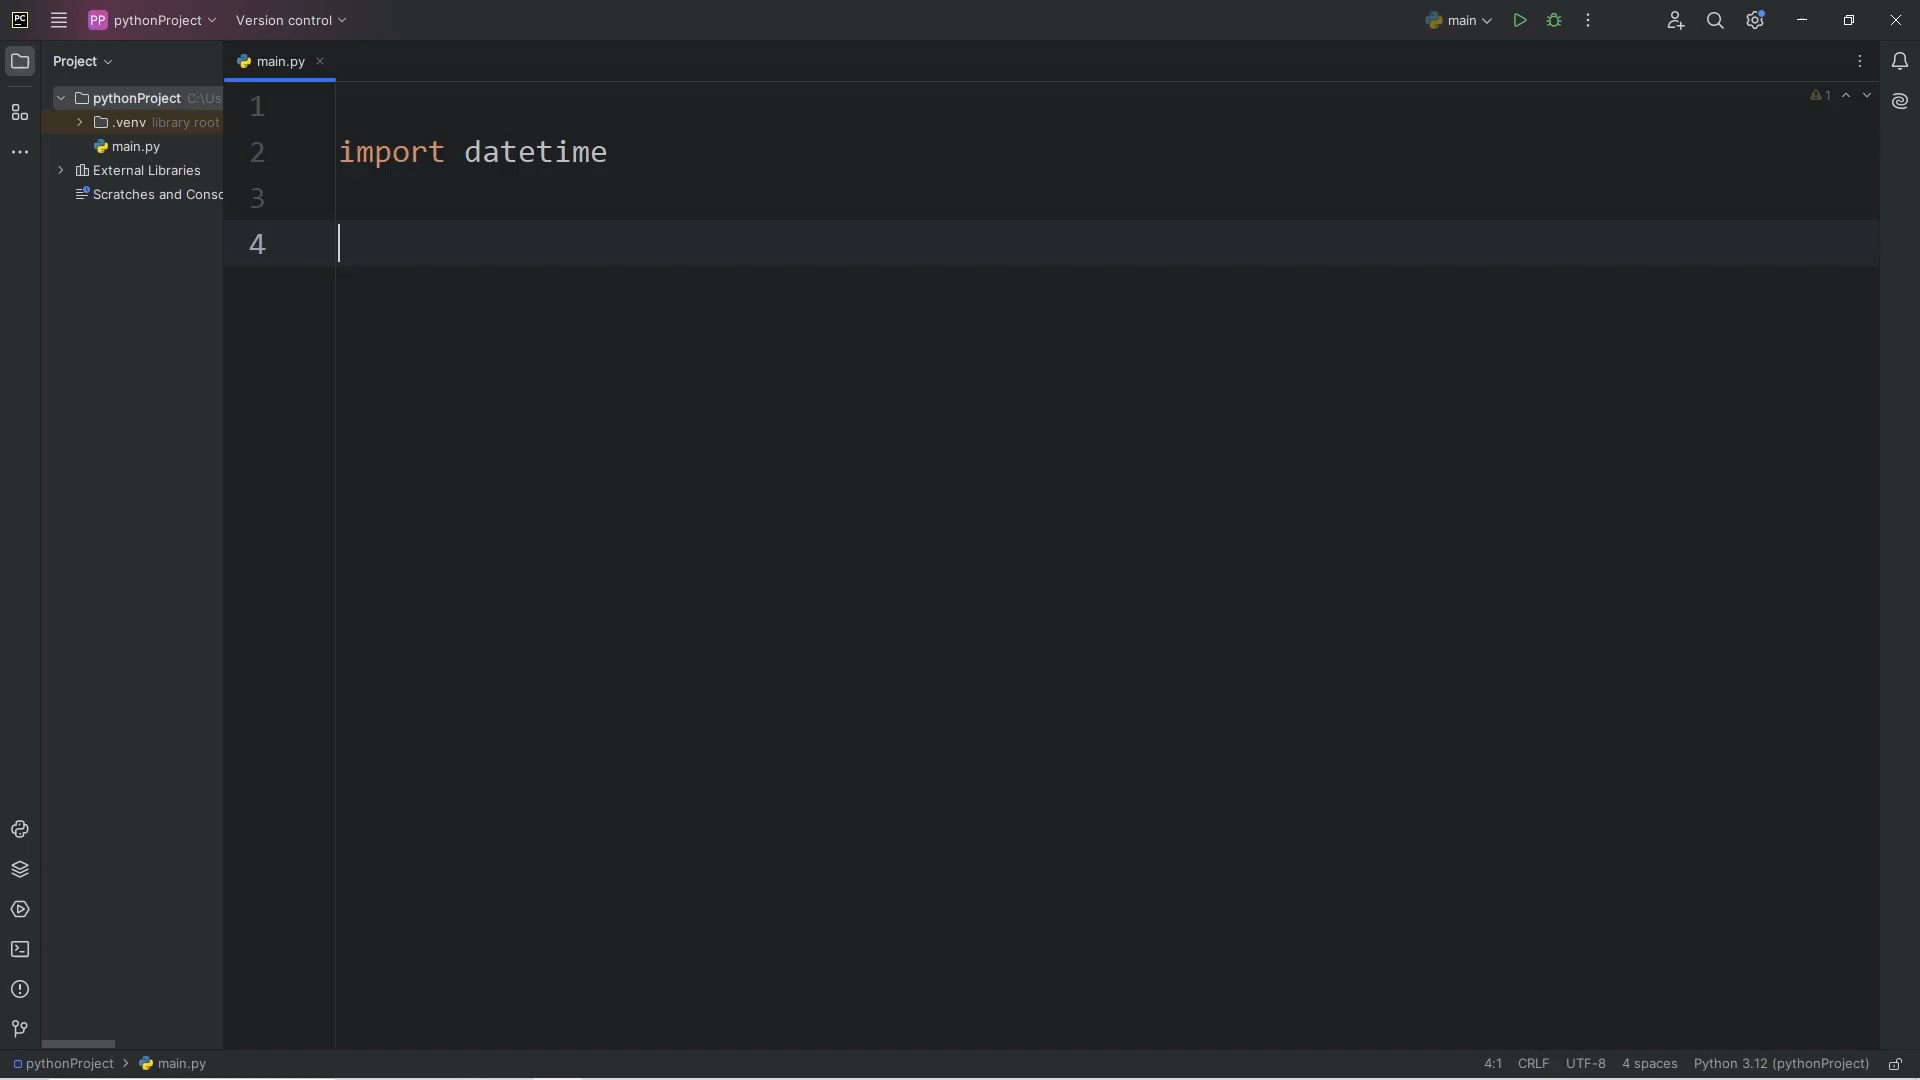 PC
PP pythonProject
Version control
main
Project
main.py
pythonProject C:\Us
.venv library root
main.py
External Libraries
Scratches and Consc
1
2 import datetime
3
4
1
pythonProject > main.py
4:1 CRLF UTF-8 4 spaces Python 3.12 (pythonProject)